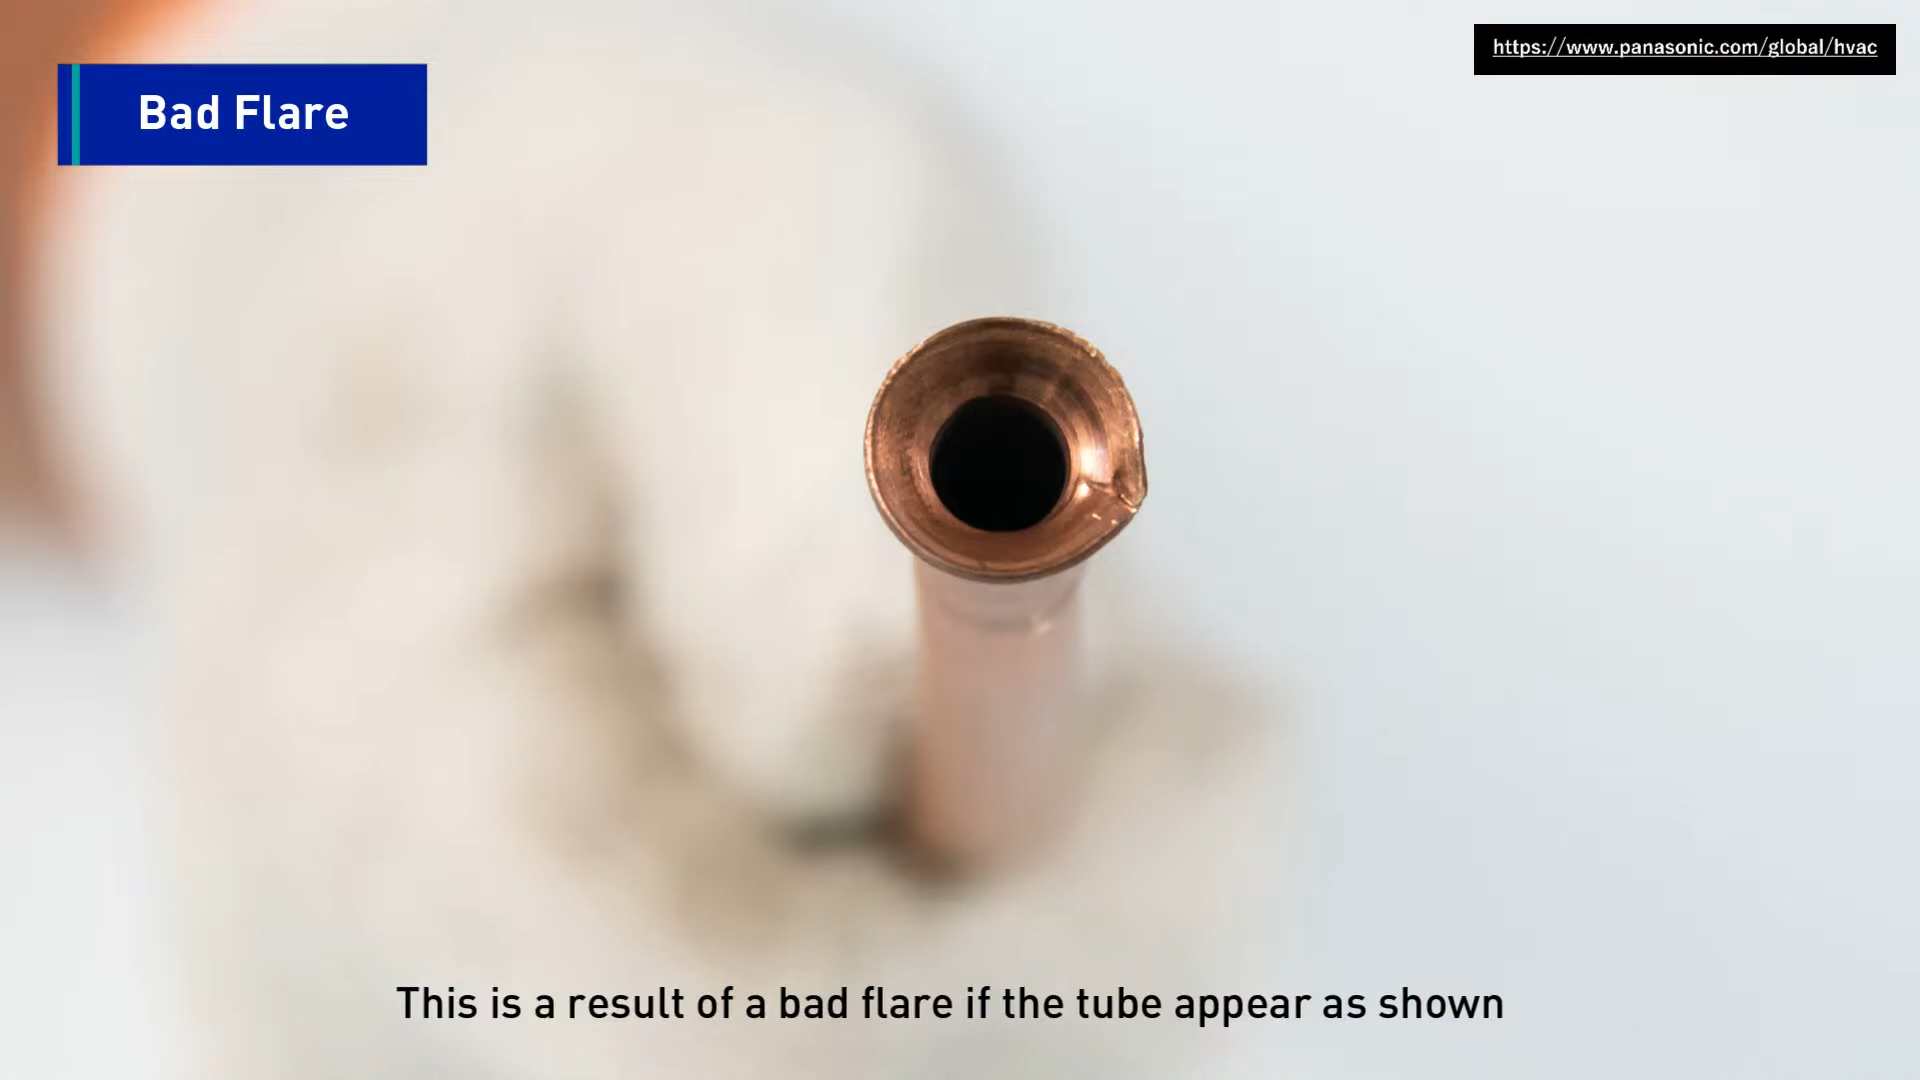 https://www.panasonic.com/global/hvac
Bad Flare
This is a result of a bad flare if the tube appear as shown